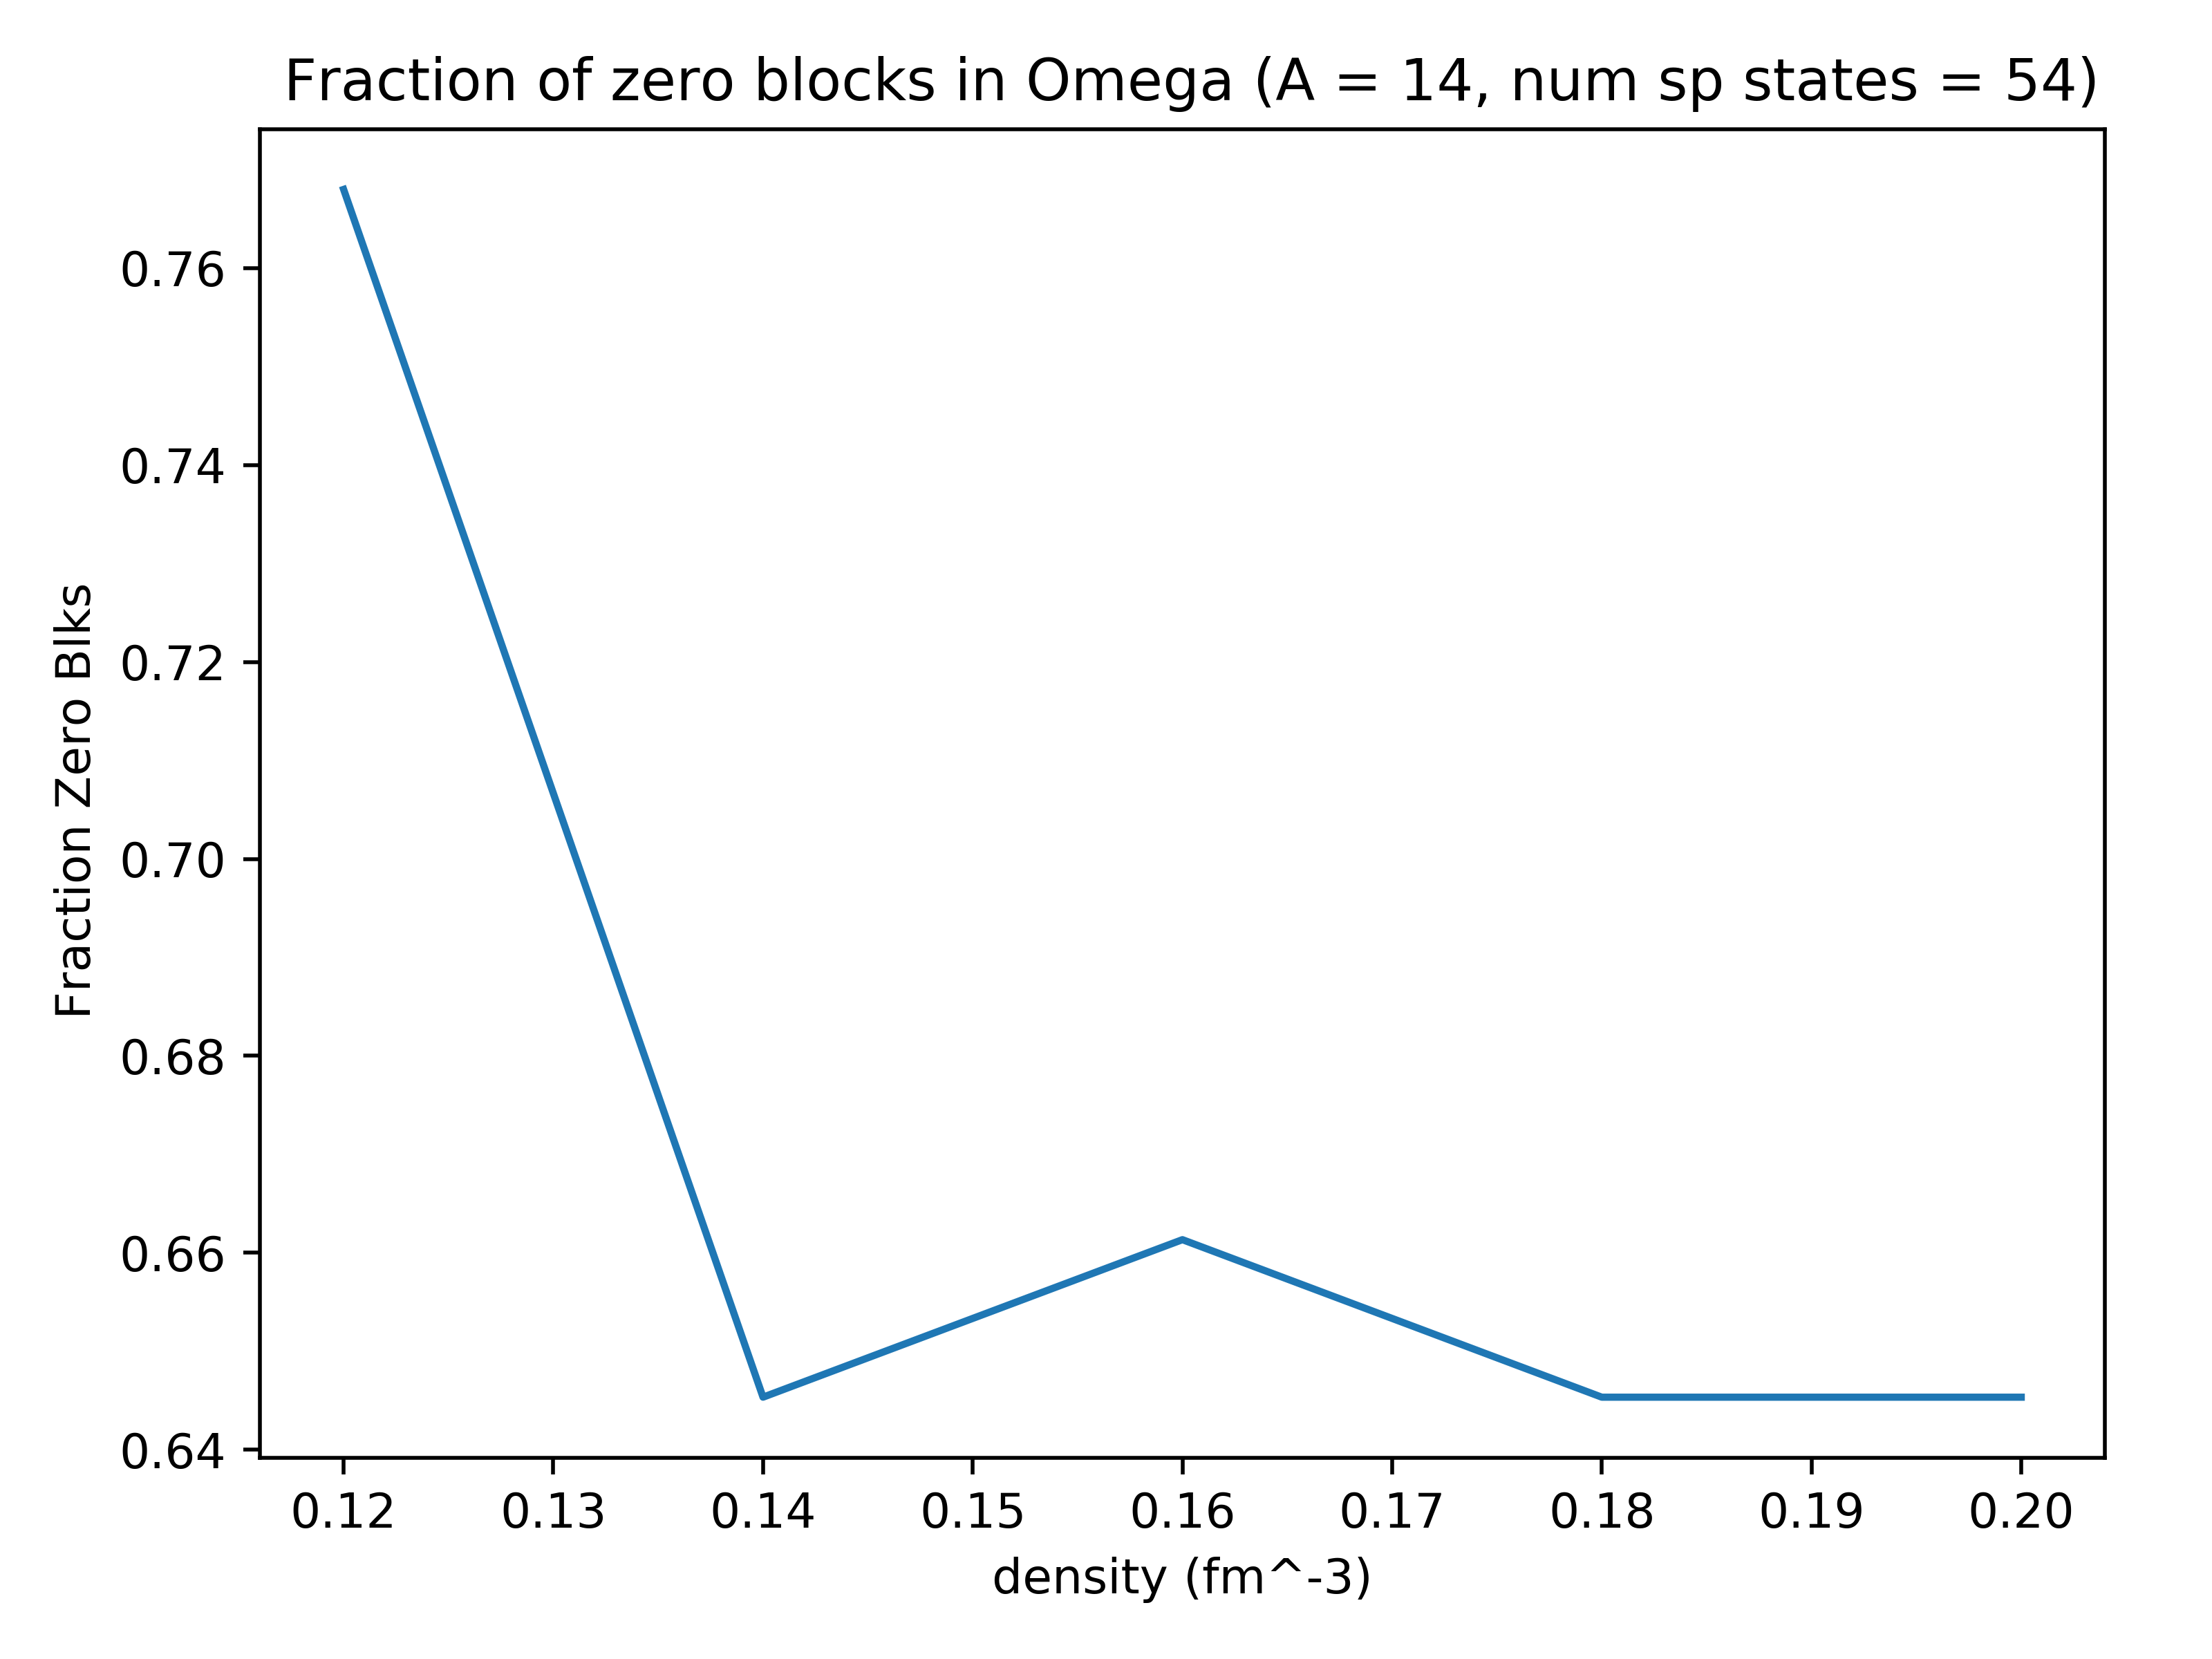 Fraction of zero blocks in Omega (A = 14, num sp states = 54)
Fraction Zero Blks
0.76
0.74
0.72
0.70
0.68
0.66
0.64
0.12 0.13 0.14 0.15 0.16 0.17 0.18 0.19 0.20
density (fm^-3)